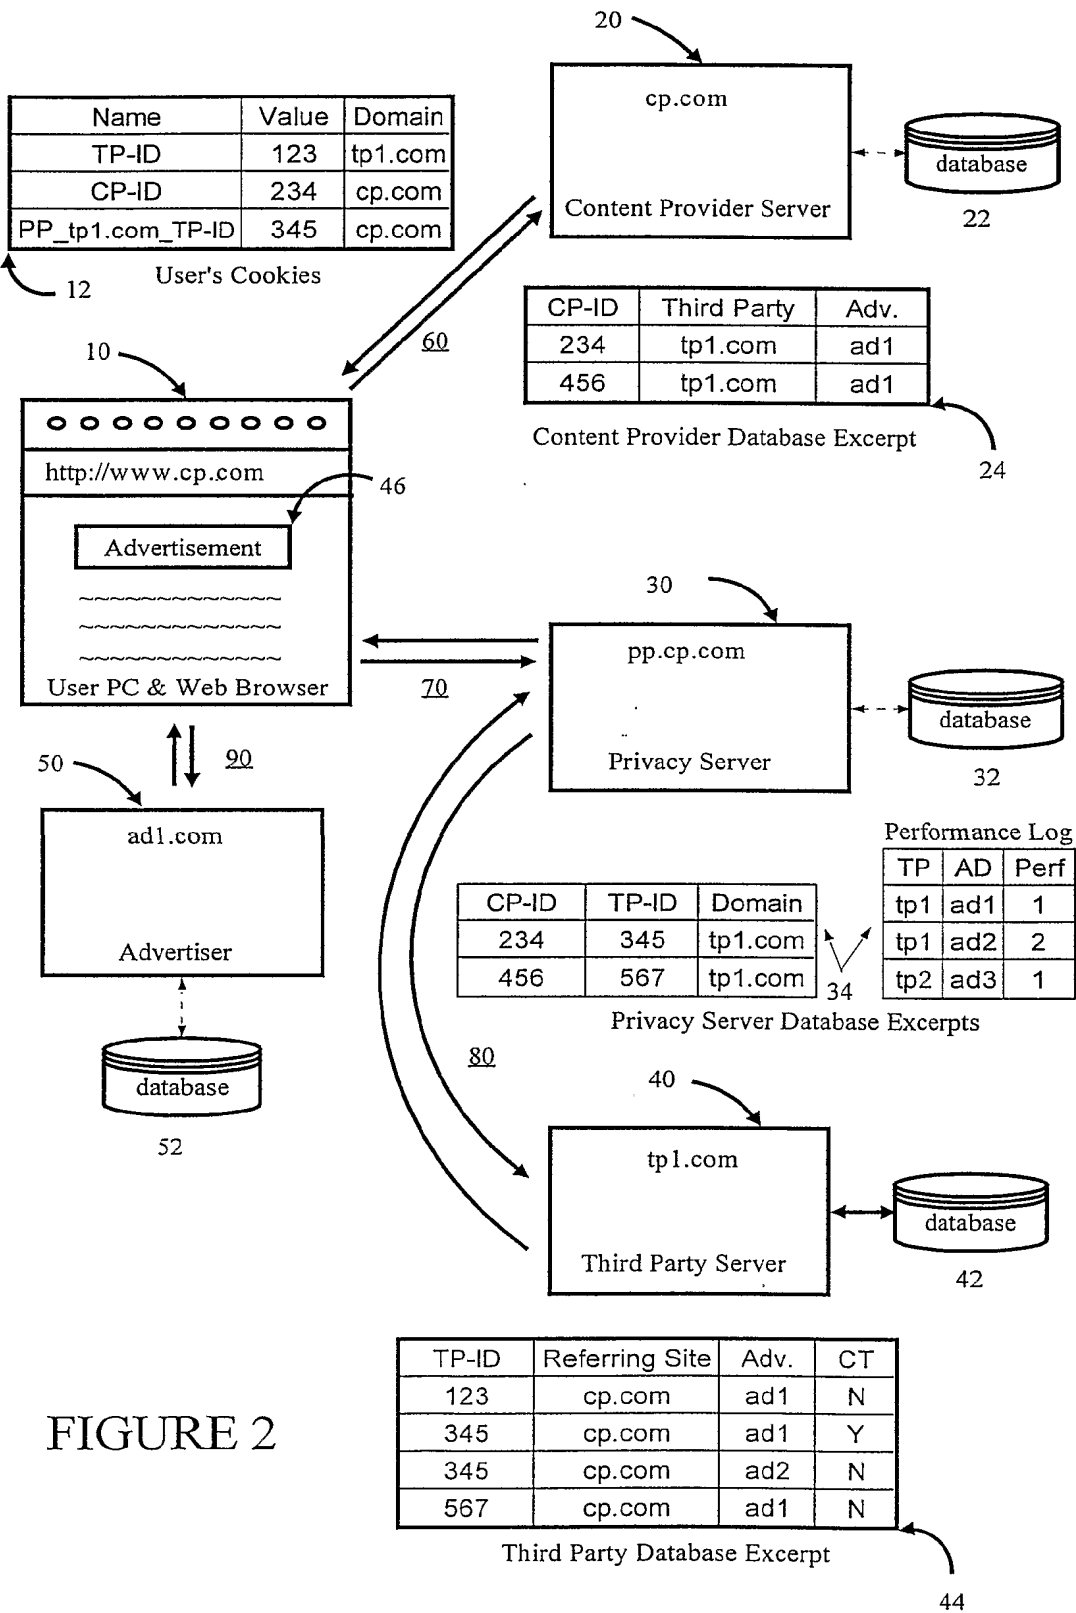 20
cp.com
Content Provider Server
database
22
Name Value Domain
TP-ID 123 tp1.com
CP-ID 234 cp.com
PP_tp1.com_TP-ID 345 cp.com
User's Cookies
12
60
CP-ID Third Party Adv.
234 tp1.com ad1
456 tp1.com ad1
Content Provider Database Excerpt
24
10
http://www.cp.com
46
Advertisement
~~~~~~~~~~~~~
~~~~~~~~~~~~~
~~~~~~~~~~~~~
User PC & Web Browser
70
30
pp.cp.com
Privacy Server
database
32
90
50
ad1.com
Advertiser
database
52
Performance Log
TP AD Perf
tp1 ad1 1
tp1 ad2 2
tp2 ad3 1
CP-ID TP-ID Domain
234 345 tp1.com
456 567 tp1.com
34
Privacy Server Database Excerpts
80
40
tp1.com
Third Party Server
database
42
TP-ID Referring Site Adv. CT
123 cp.com ad1 N
345 cp.com ad1 Y
345 cp.com ad2 N
567 cp.com ad1 N
Third Party Database Excerpt
44
FIGURE 2